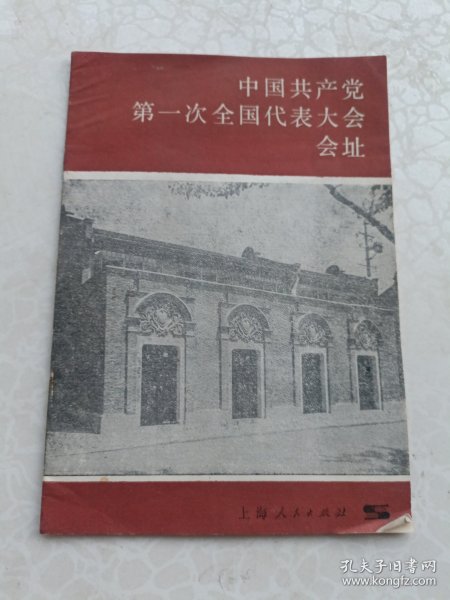 中国共产党
第一次全国代表大会
会址
上海人民出版社
孔夫子旧书网
www.kongfz.com